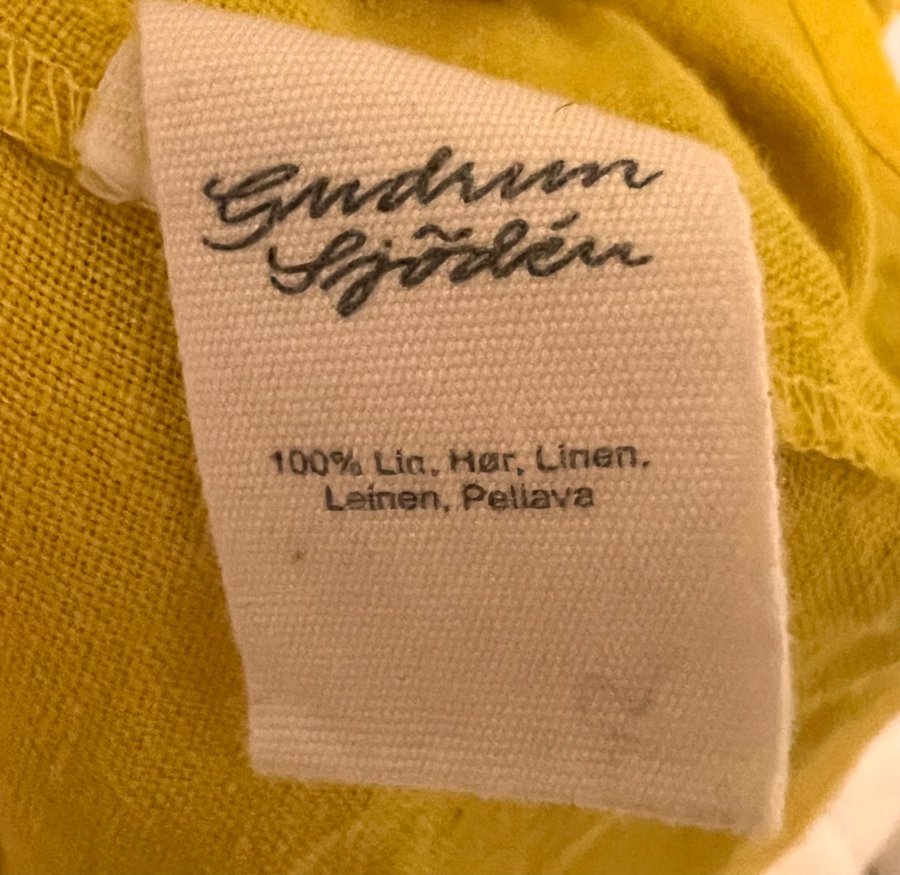 Gudrun
Sjödén
100% Lin, Hør, Linen,
Leinen, Pellava